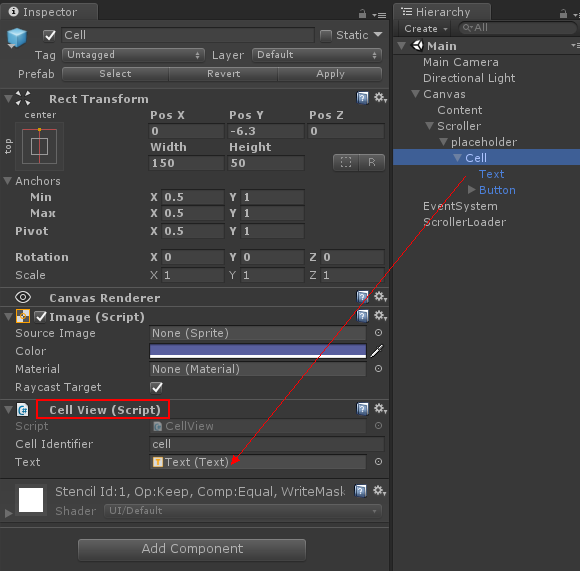 Inspector
Cell
Static
Tag Untagged Layer Default
Prefab Select Revert Apply
Rect Transform
center
top
Pos X Pos Y Pos Z
0 -6.3 0
Width Height
150 50
R
Anchors
Min X 0.5 Y 1
Max X 0.5 Y 1
Pivot X 0.5 Y 1
Rotation X 0 Y 0 Z 0
Scale X 1 Y 1 Z 1
Canvas Renderer
Image (Script)
Source Image None (Sprite)
Color
Material None (Material)
Raycast Target
Cell View (Script)
Script CellView
Cell Identifier cell
Text Text (Text)
Stencil Id:1, Op:Keep, Comp:Equal, WriteMask
Shader UI/Default
Add Component
Hierarchy
Create All
Main
Main Camera
Directional Light
Canvas
Content
Scroller
placeholder
Cell
Text
Button
EventSystem
ScrollerLoader